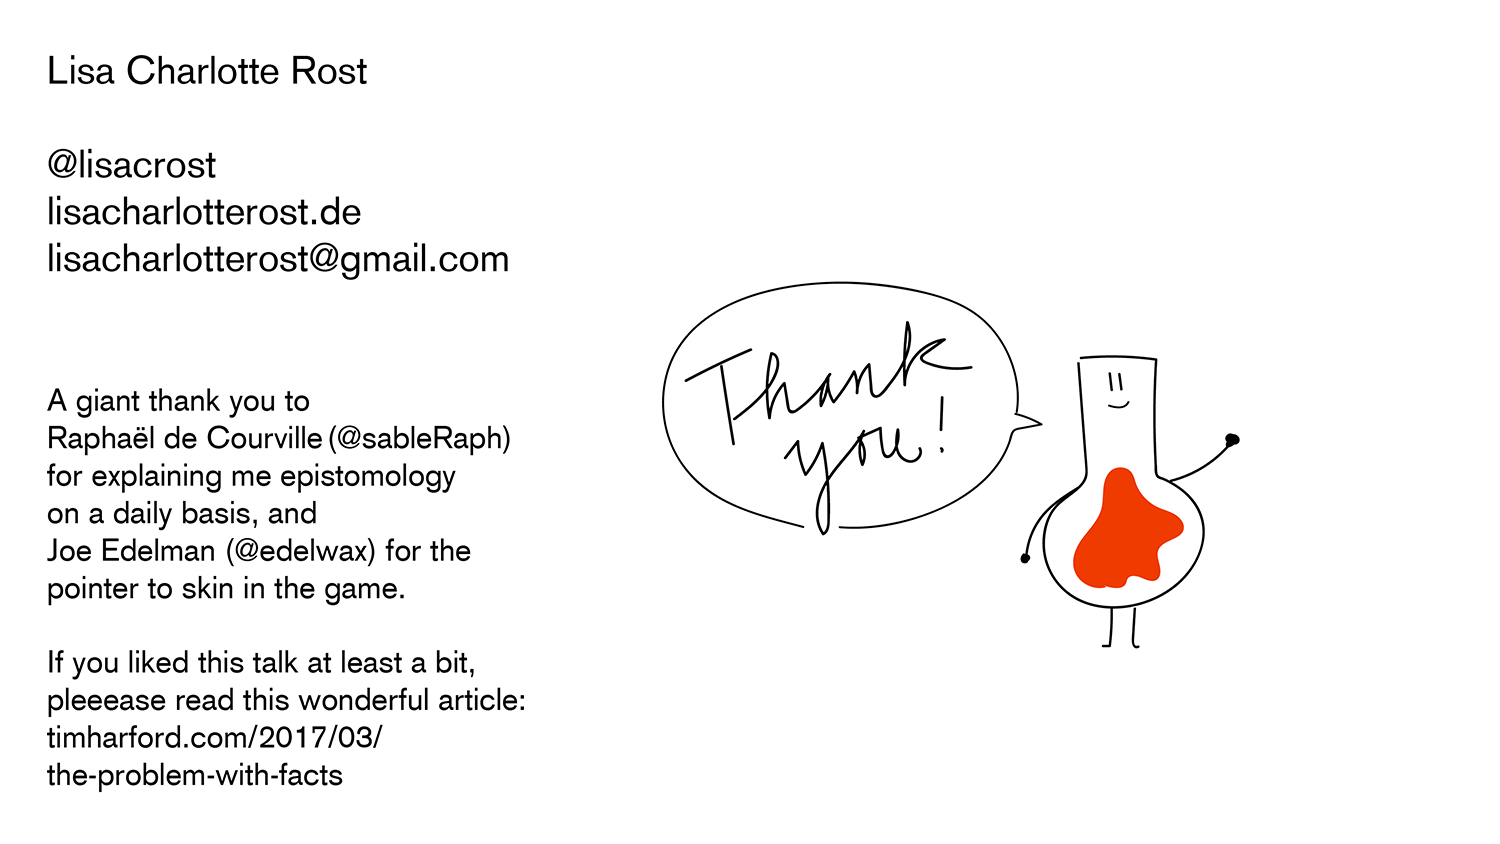 Lisa Charlotte Rost
@lisacrost
lisacharlotterost.de
lisacharlotterost@gmail.com
A giant thank you to
Raphaël de Courville (@sableRaph)
for explaining me epistomology
on a daily basis, and
Joe Edelman (@edelwax) for the
pointer to skin in the game.
If you liked this talk at least a bit,
pleeease read this wonderful article:
timharford.com/2017/03/
the-problem-with-facts
Thank
you!